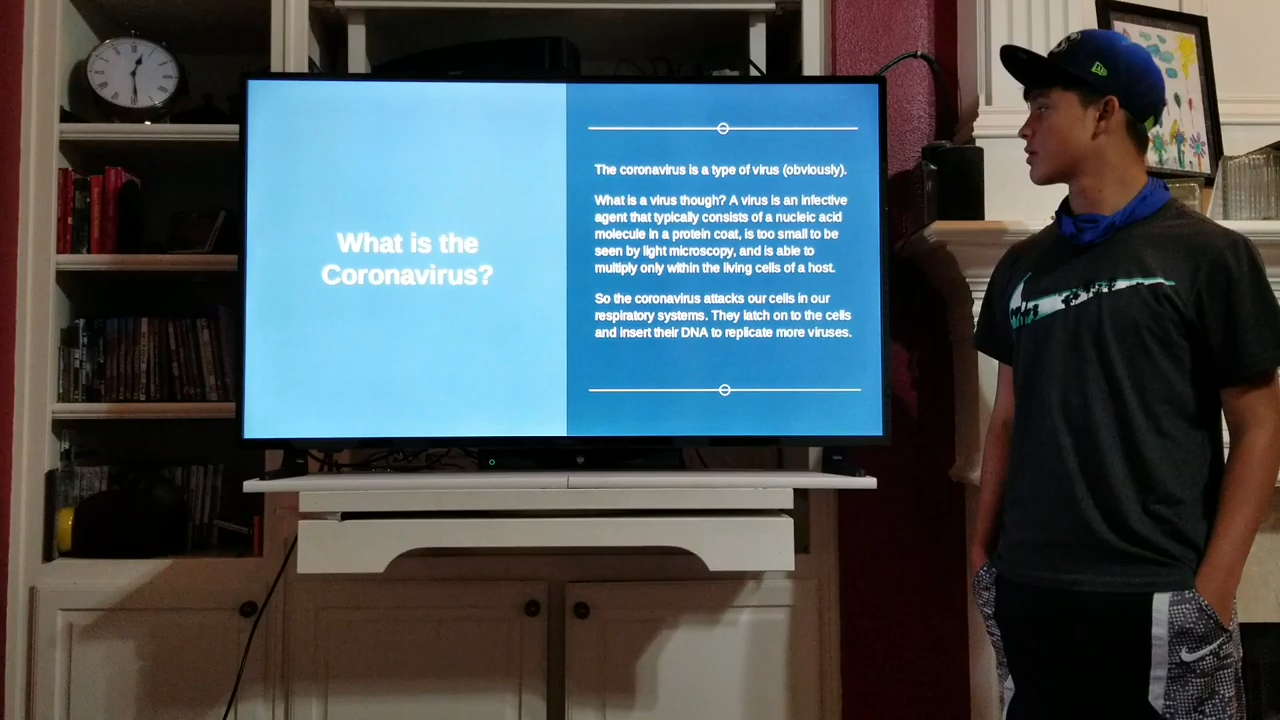 What is the
Coronavirus?
The coronavirus is a type of virus (obviously).
What is a virus though? A virus is an infective
agent that typically consists of a nucleic acid
molecule in a protein coat, is too small to be
seen by light microscopy, and is able to
multiply only within the living cells of a host.
So the coronavirus attacks our cells in our
respiratory systems. They latch on to the cells
and insert their DNA to replicate more viruses.